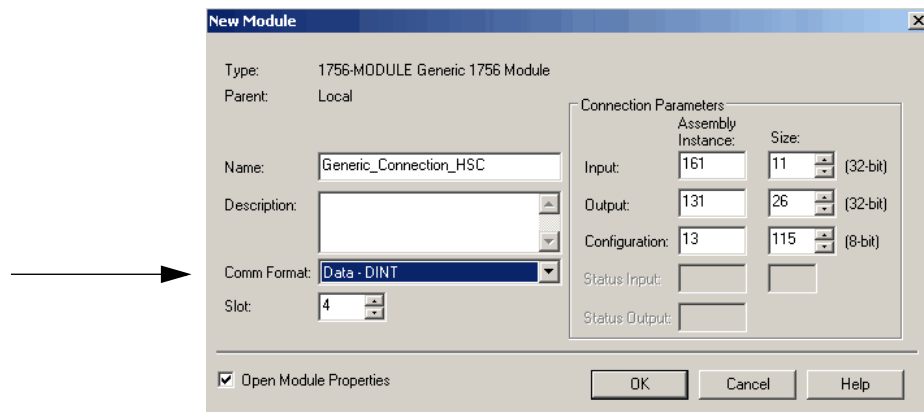 New Module
Type: 1756-MODULE Generic 1756 Module
Parent: Local
Connection Parameters
Assembly
Instance: Size:
Name: Generic_Connection_HSC
Input: 161 11 (32-bit)
Description:
Output: 131 26 (32-bit)
Configuration: 13 115 (8-bit)
Comm Format: Data - DINT
Status Input:
Slot: 4
Status Output:
Open Module Properties
OK Cancel Help